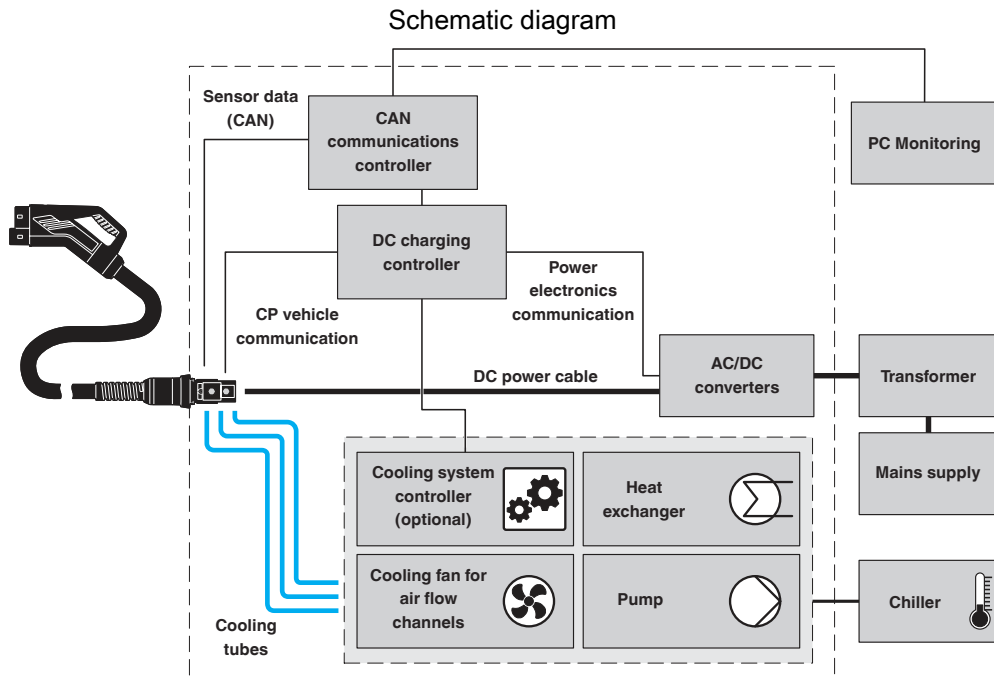 Schematic diagram
Sensor data
(CAN)
CAN
communications
controller
PC Monitoring
DC charging
controller
Power
electronics
communication
CP vehicle
communication
DC power cable
AC/DC
converters
Transformer
Mains supply
Cooling system
controller
(optional)
Heat
exchanger
Cooling fan for
air flow
channels
Pump
Chiller
Cooling
tubes